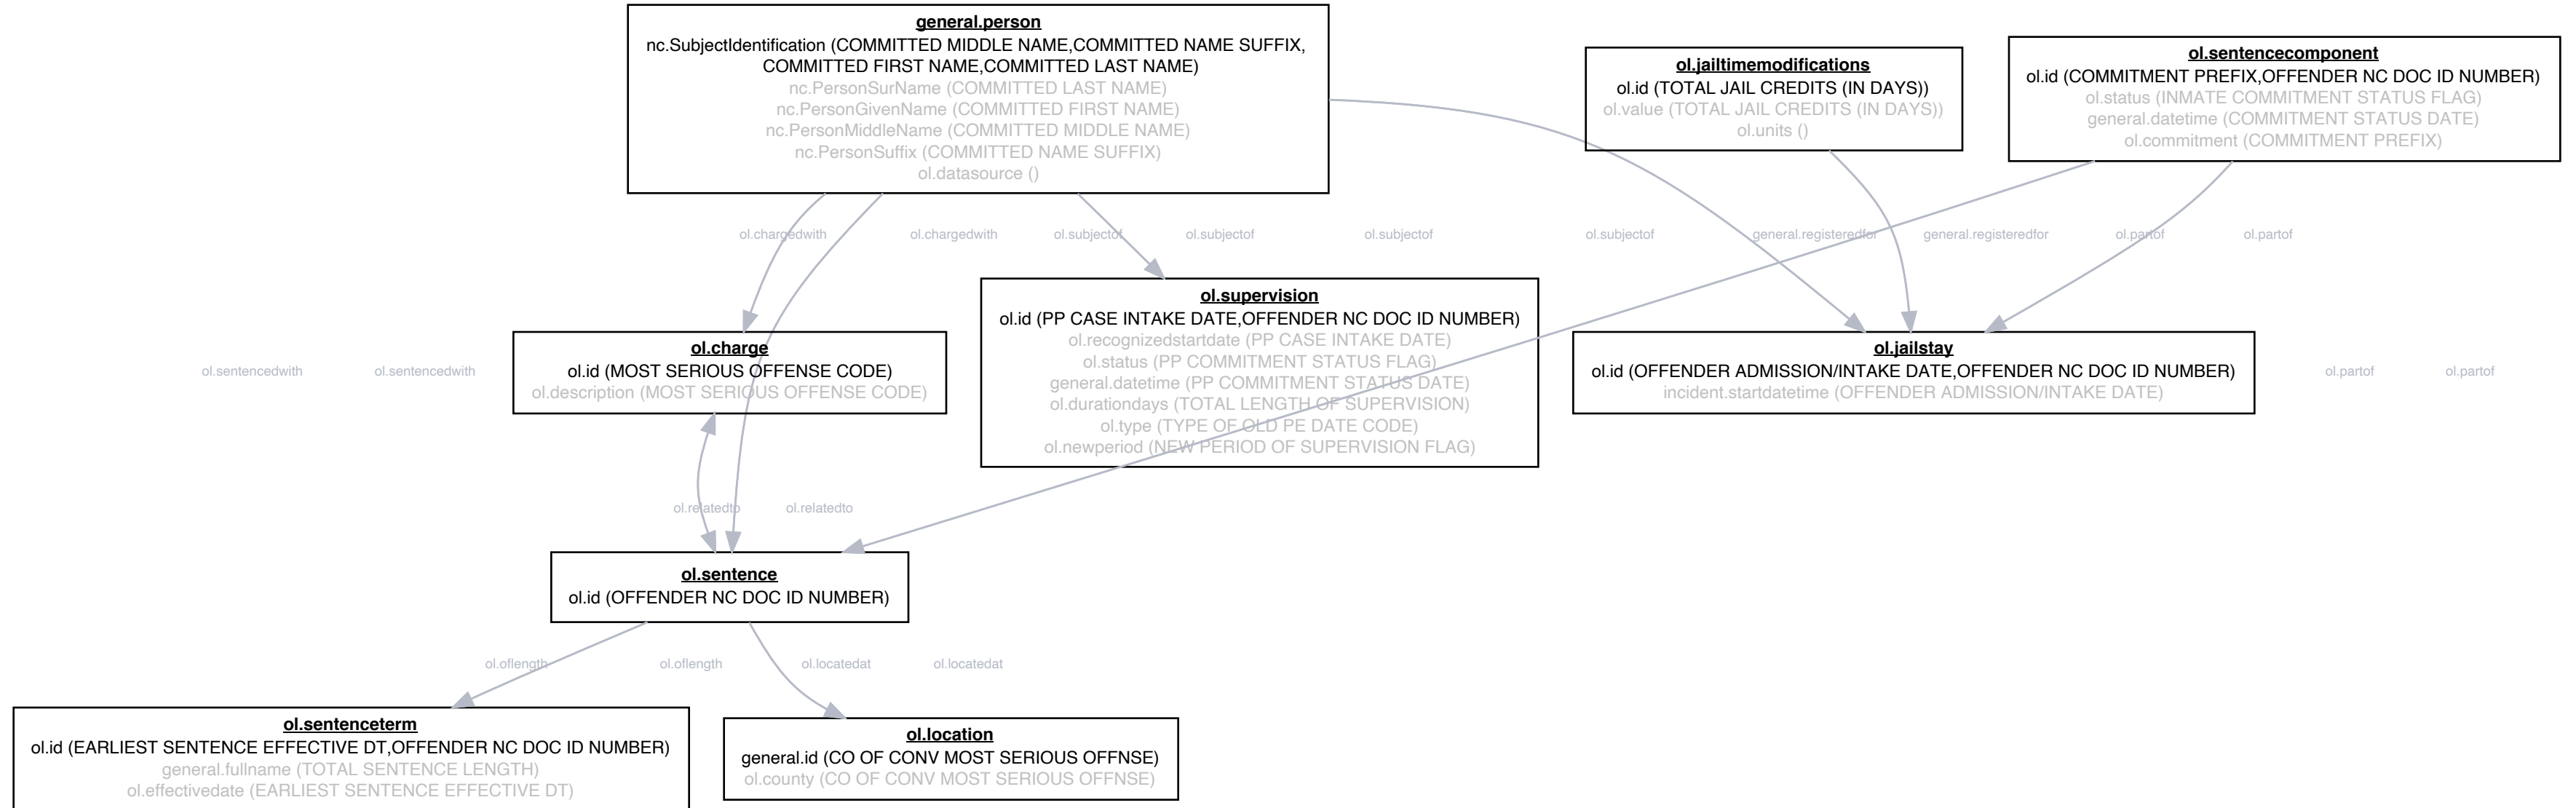 general.person
nc.SubjectIdentification (COMMITTED MIDDLE NAME,COMMITTED NAME SUFFIX,
COMMITTED FIRST NAME,COMMITTED LAST NAME)
nc.PersonSurName (COMMITTED LAST NAME)
nc.PersonGivenName (COMMITTED FIRST NAME)
nc.PersonMiddleName (COMMITTED MIDDLE NAME)
nc.PersonSuffix (COMMITTED NAME SUFFIX)
ol.datasource ()
ol.jailtimemodifications
ol.id (TOTAL JAIL CREDITS (IN DAYS))
ol.value (TOTAL JAIL CREDITS (IN DAYS))
ol.units ()
ol.sentencecomponent
ol.id (COMMITMENT PREFIX,OFFENDER NC DOC ID NUMBER)
ol.status (INMATE COMMITMENT STATUS FLAG)
general.datetime (COMMITMENT STATUS DATE)
ol.commitment (COMMITMENT PREFIX)
ol.chargedwith
ol.chargedwith
ol.subjectof
ol.subjectof
ol.subjectof
ol.subjectof
general.registeredfor
general.registeredfor
ol.partof
ol.partof
ol.sentencedwith
ol.sentencedwith
ol.charge
ol.id (MOST SERIOUS OFFENSE CODE)
ol.description (MOST SERIOUS OFFENSE CODE)
ol.supervision
ol.id (PP CASE INTAKE DATE,OFFENDER NC DOC ID NUMBER)
ol.recognizedstartdate (PP CASE INTAKE DATE)
ol.status (PP COMMITMENT STATUS FLAG)
general.datetime (PP COMMITMENT STATUS DATE)
ol.durationdays (TOTAL LENGTH OF SUPERVISION)
ol.type (TYPE OF OLD PE DATE CODE)
ol.newperiod (NEW PERIOD OF SUPERVISION FLAG)
ol.jailstay
ol.id (OFFENDER ADMISSION/INTAKE DATE,OFFENDER NC DOC ID NUMBER)
incident.startdatetime (OFFENDER ADMISSION/INTAKE DATE)
ol.partof
ol.partof
ol.relatedto
ol.relatedto
ol.sentence
ol.id (OFFENDER NC DOC ID NUMBER)
ol.oflength
ol.oflength
ol.locatedat
ol.locatedat
ol.sentenceterm
ol.id (EARLIEST SENTENCE EFFECTIVE DT,OFFENDER NC DOC ID NUMBER)
general.fullname (TOTAL SENTENCE LENGTH)
ol.effectivedate (EARLIEST SENTENCE EFFECTIVE DT)
ol.location
general.id (CO OF CONV MOST SERIOUS OFFNSE)
ol.county (CO OF CONV MOST SERIOUS OFFNSE)